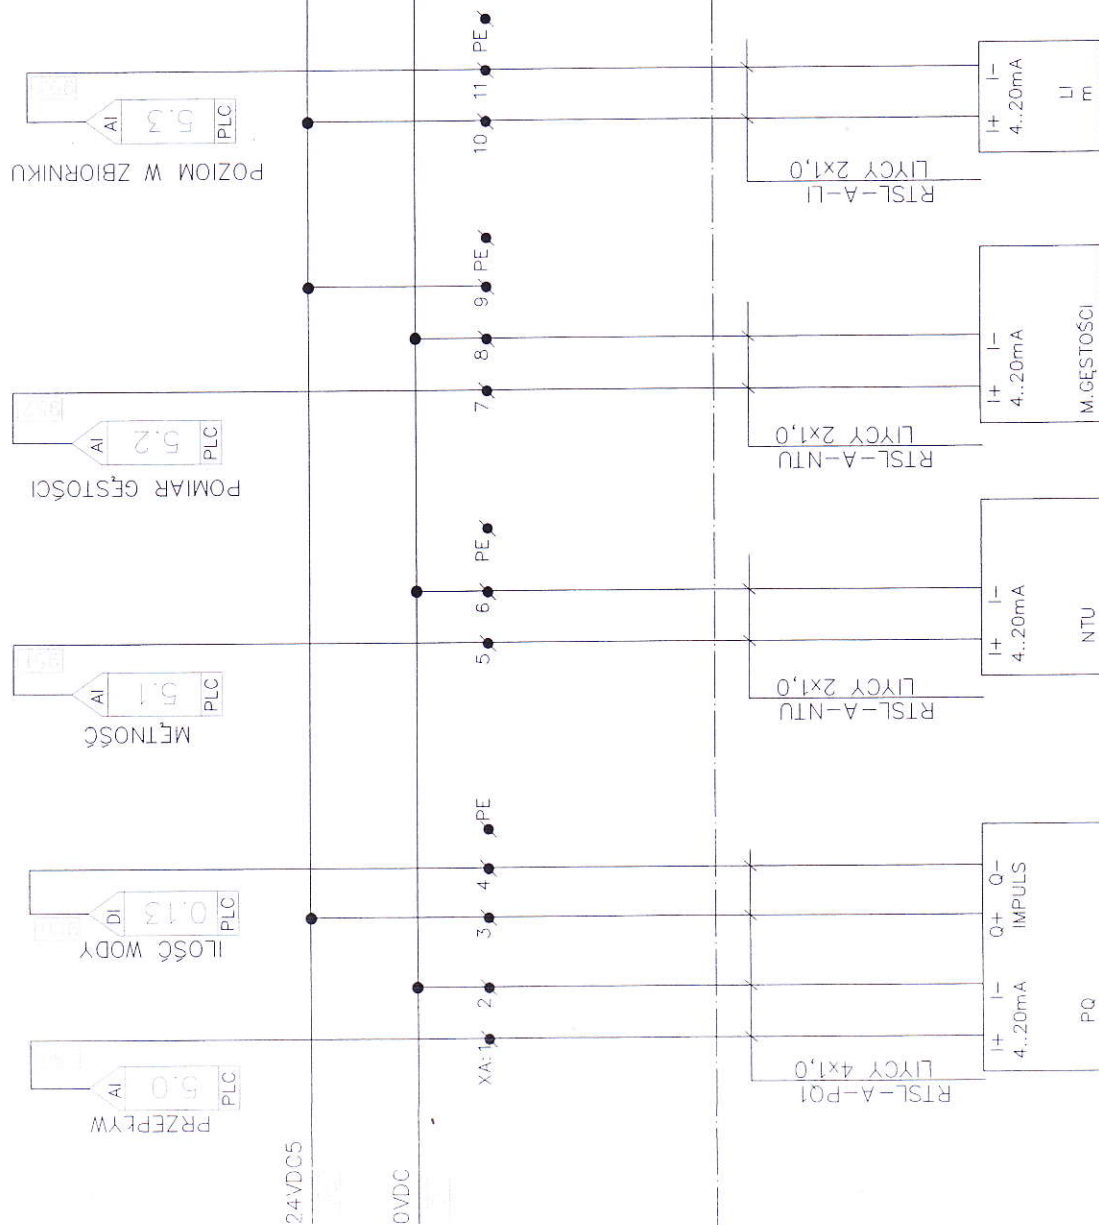 POZIOM W ZBIORNIKU
AI
5.3
PLC
POMIAR GĘSTOŚCI
AI
5.2
PLC
MĘTNOŚĆ
AI
5.1
PLC
ILOŚĆ WODY
DI
0.13
PLC
PRZEPŁYW
AI
5.0
PLC
24VDC5
0VDC
XA:1
2
3
4
PE
5
6
PE
7
8
9
PE
10
11
PE
RTSL-A-LI
LIYCY 2x1,0
RTSL-A-NTU
LIYCY 2x1,0
RTSL-A-NTU
LIYCY 2x1,0
RTSL-A-PQ1
LIYCY 4x1,0
I+ I-
4..20mA
LI
m
I+ I-
4..20mA
M.GĘSTOŚCI
I+ I-
4..20mA
NTU
I+ I-
4..20mA
Q+ Q-
IMPULS
PQ